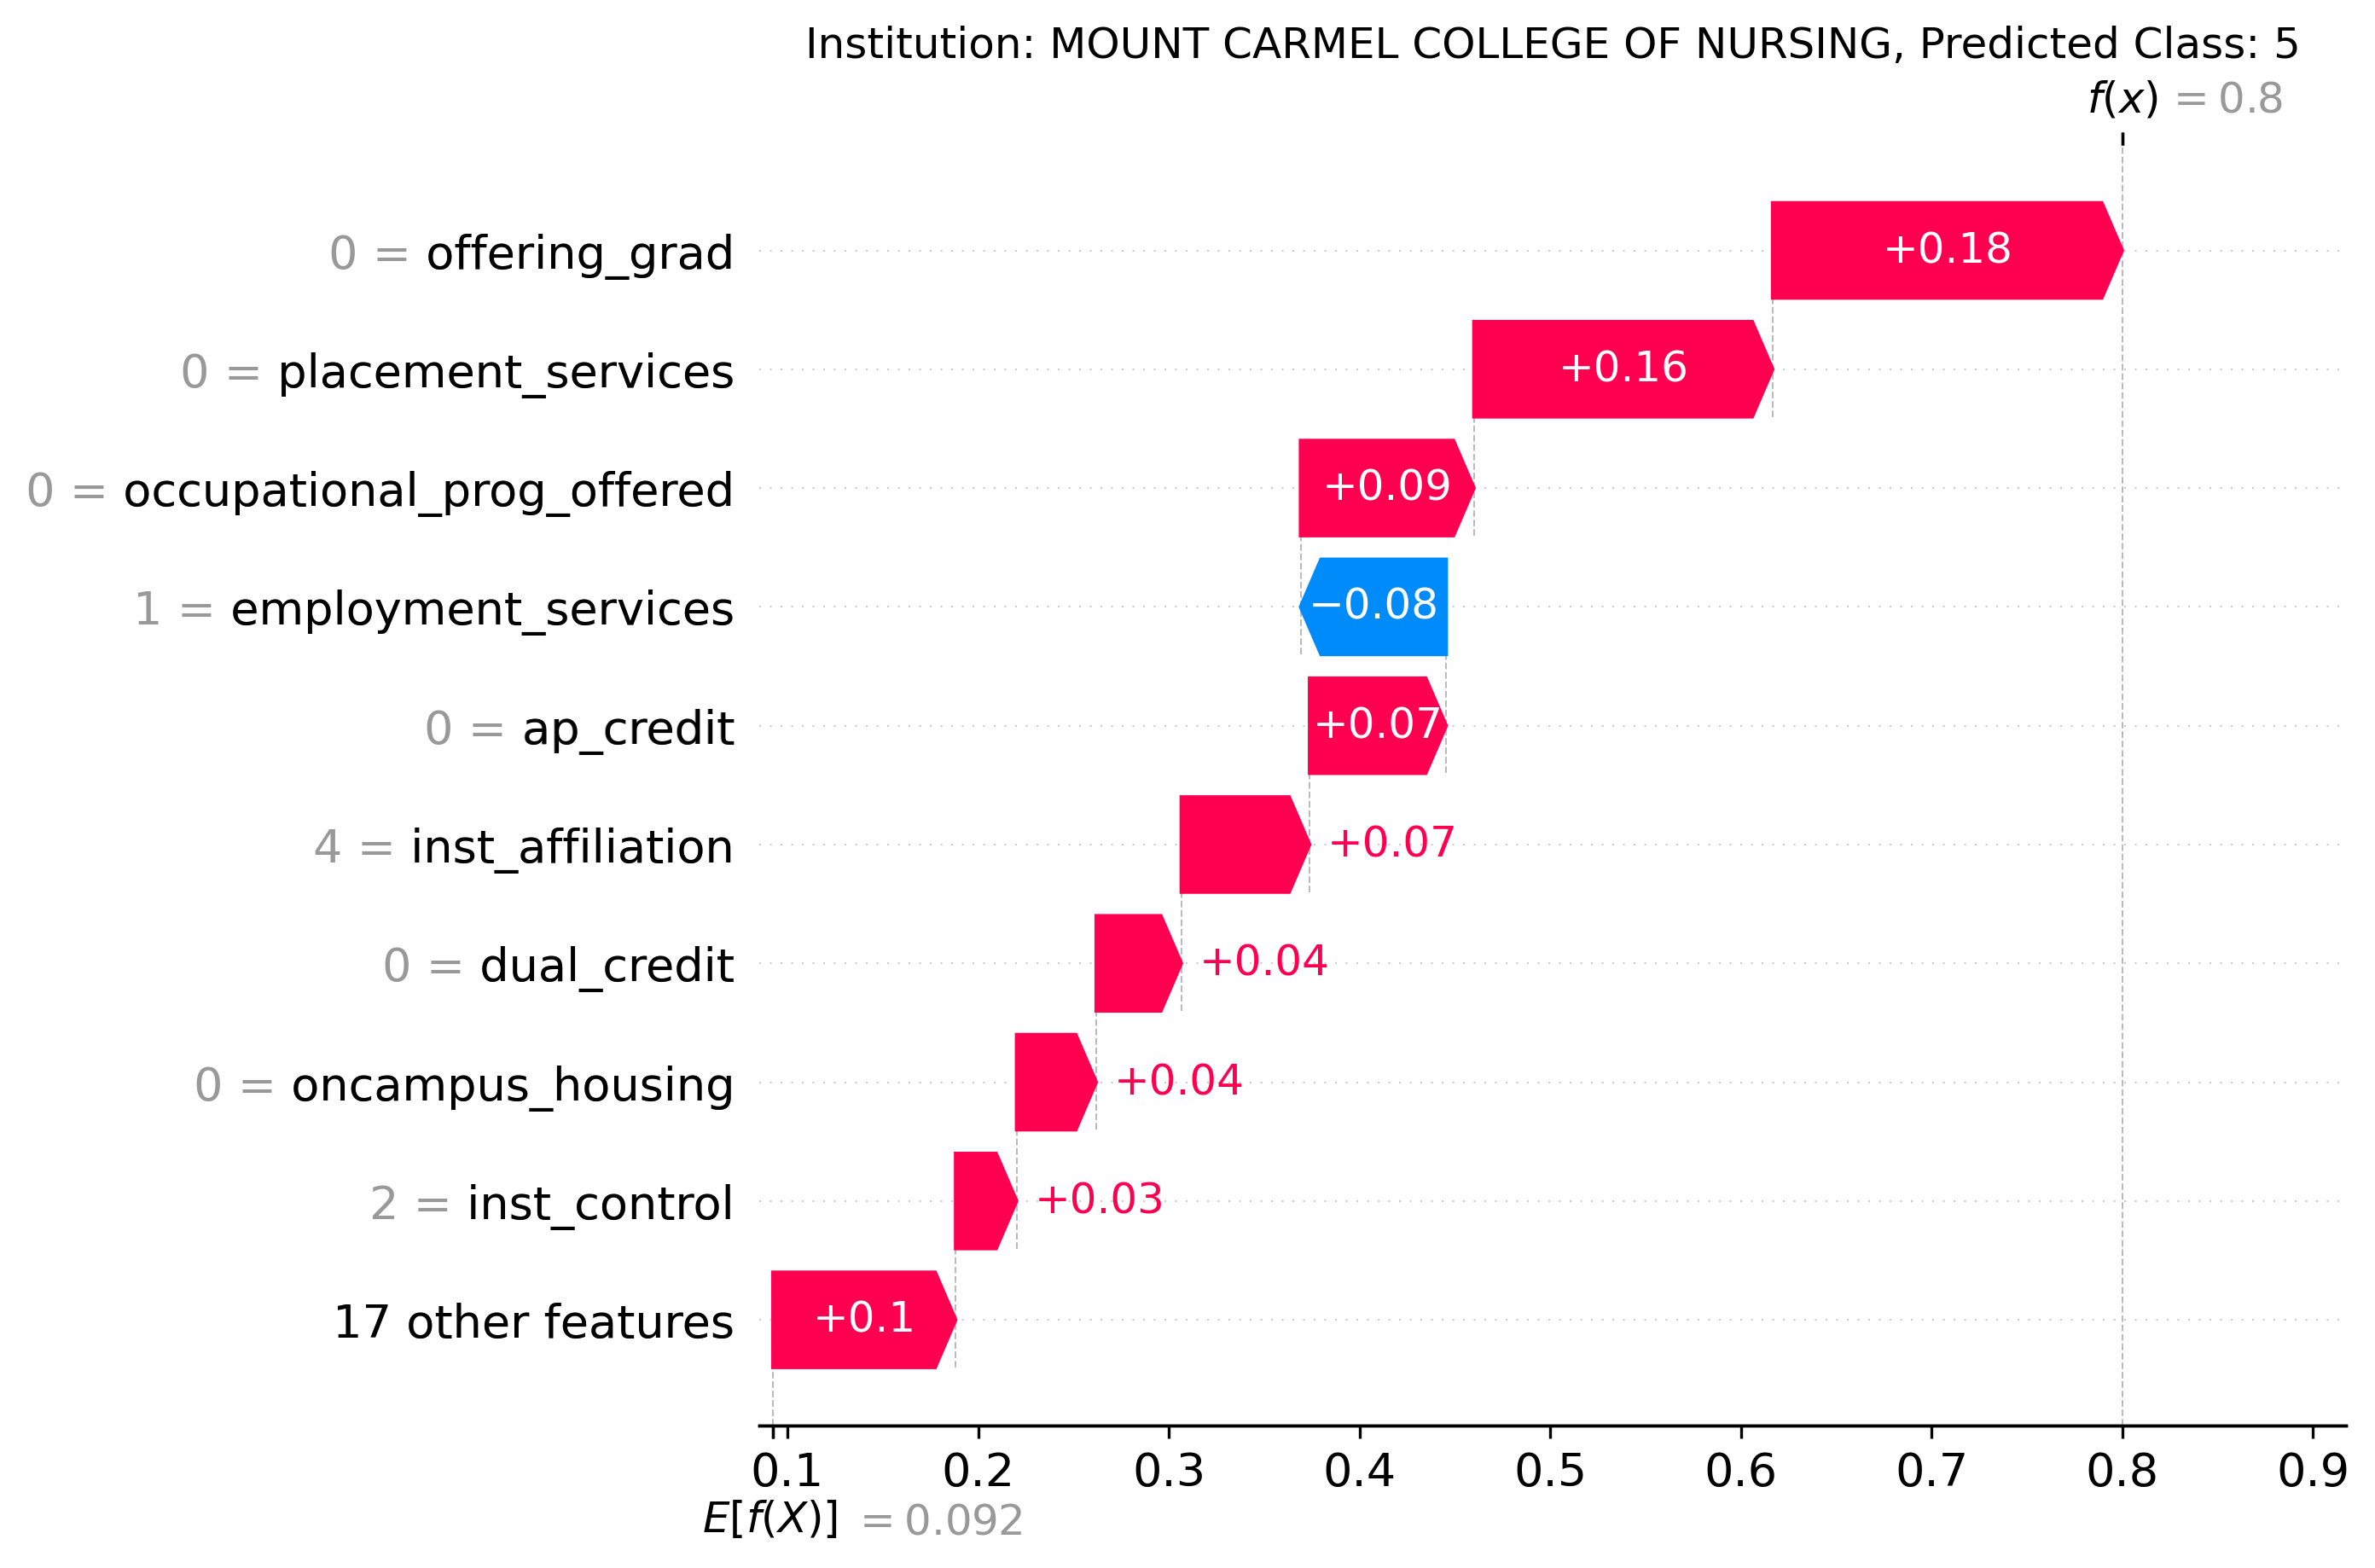 Institution: MOUNT CARMEL COLLEGE OF NURSING, Predicted Class: 5
f(x) = 0.8
0 = offering_grad +0.18
0 = placement_services +0.16
0 = occupational_prog_offered +0.09
1 = employment_services −0.08
0 = ap_credit +0.07
4 = inst_affiliation +0.07
0 = dual_credit +0.04
0 = oncampus_housing +0.04
2 = inst_control +0.03
17 other features +0.1
0.1 0.2 0.3 0.4 0.5 0.6 0.7 0.8 0.9
E[f(X)] = 0.092